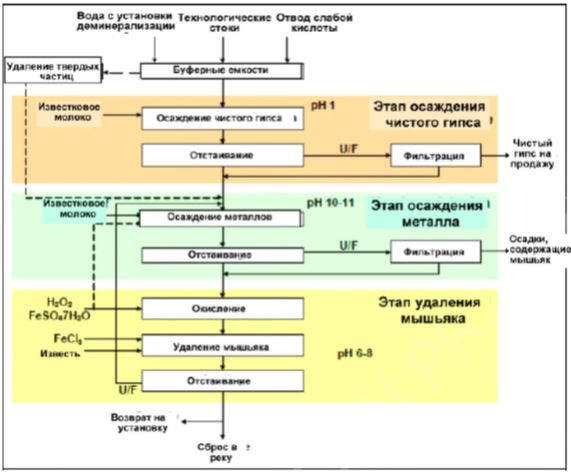 Вода с установки
деминерализации
Технологические
стоки
Отвод слабой
кислоты
Удаление твердых
частиц
Буферные емкости
Известковое
молоко
pH 1
Этап осаждения
чистого гипса
Осаждение чистого гипса
Отстаивание
U/F
Фильтрация
Чистый
гипс на
продажу
Известковое
молоко
pH 10-11
Этап осаждения
металла
Осаждение металлов
Отстаивание
U/F
Фильтрация
Осадки,
содержащие
мышьяк
H₂O₂
FeSO₄7H₂O
Окисление
Этап удаления
мышьяка
FeCl₃
Известь
Удаление мышьяка
pH 6-8
U/F
Отстаивание
Возврат на
установку
Сброс в
реку